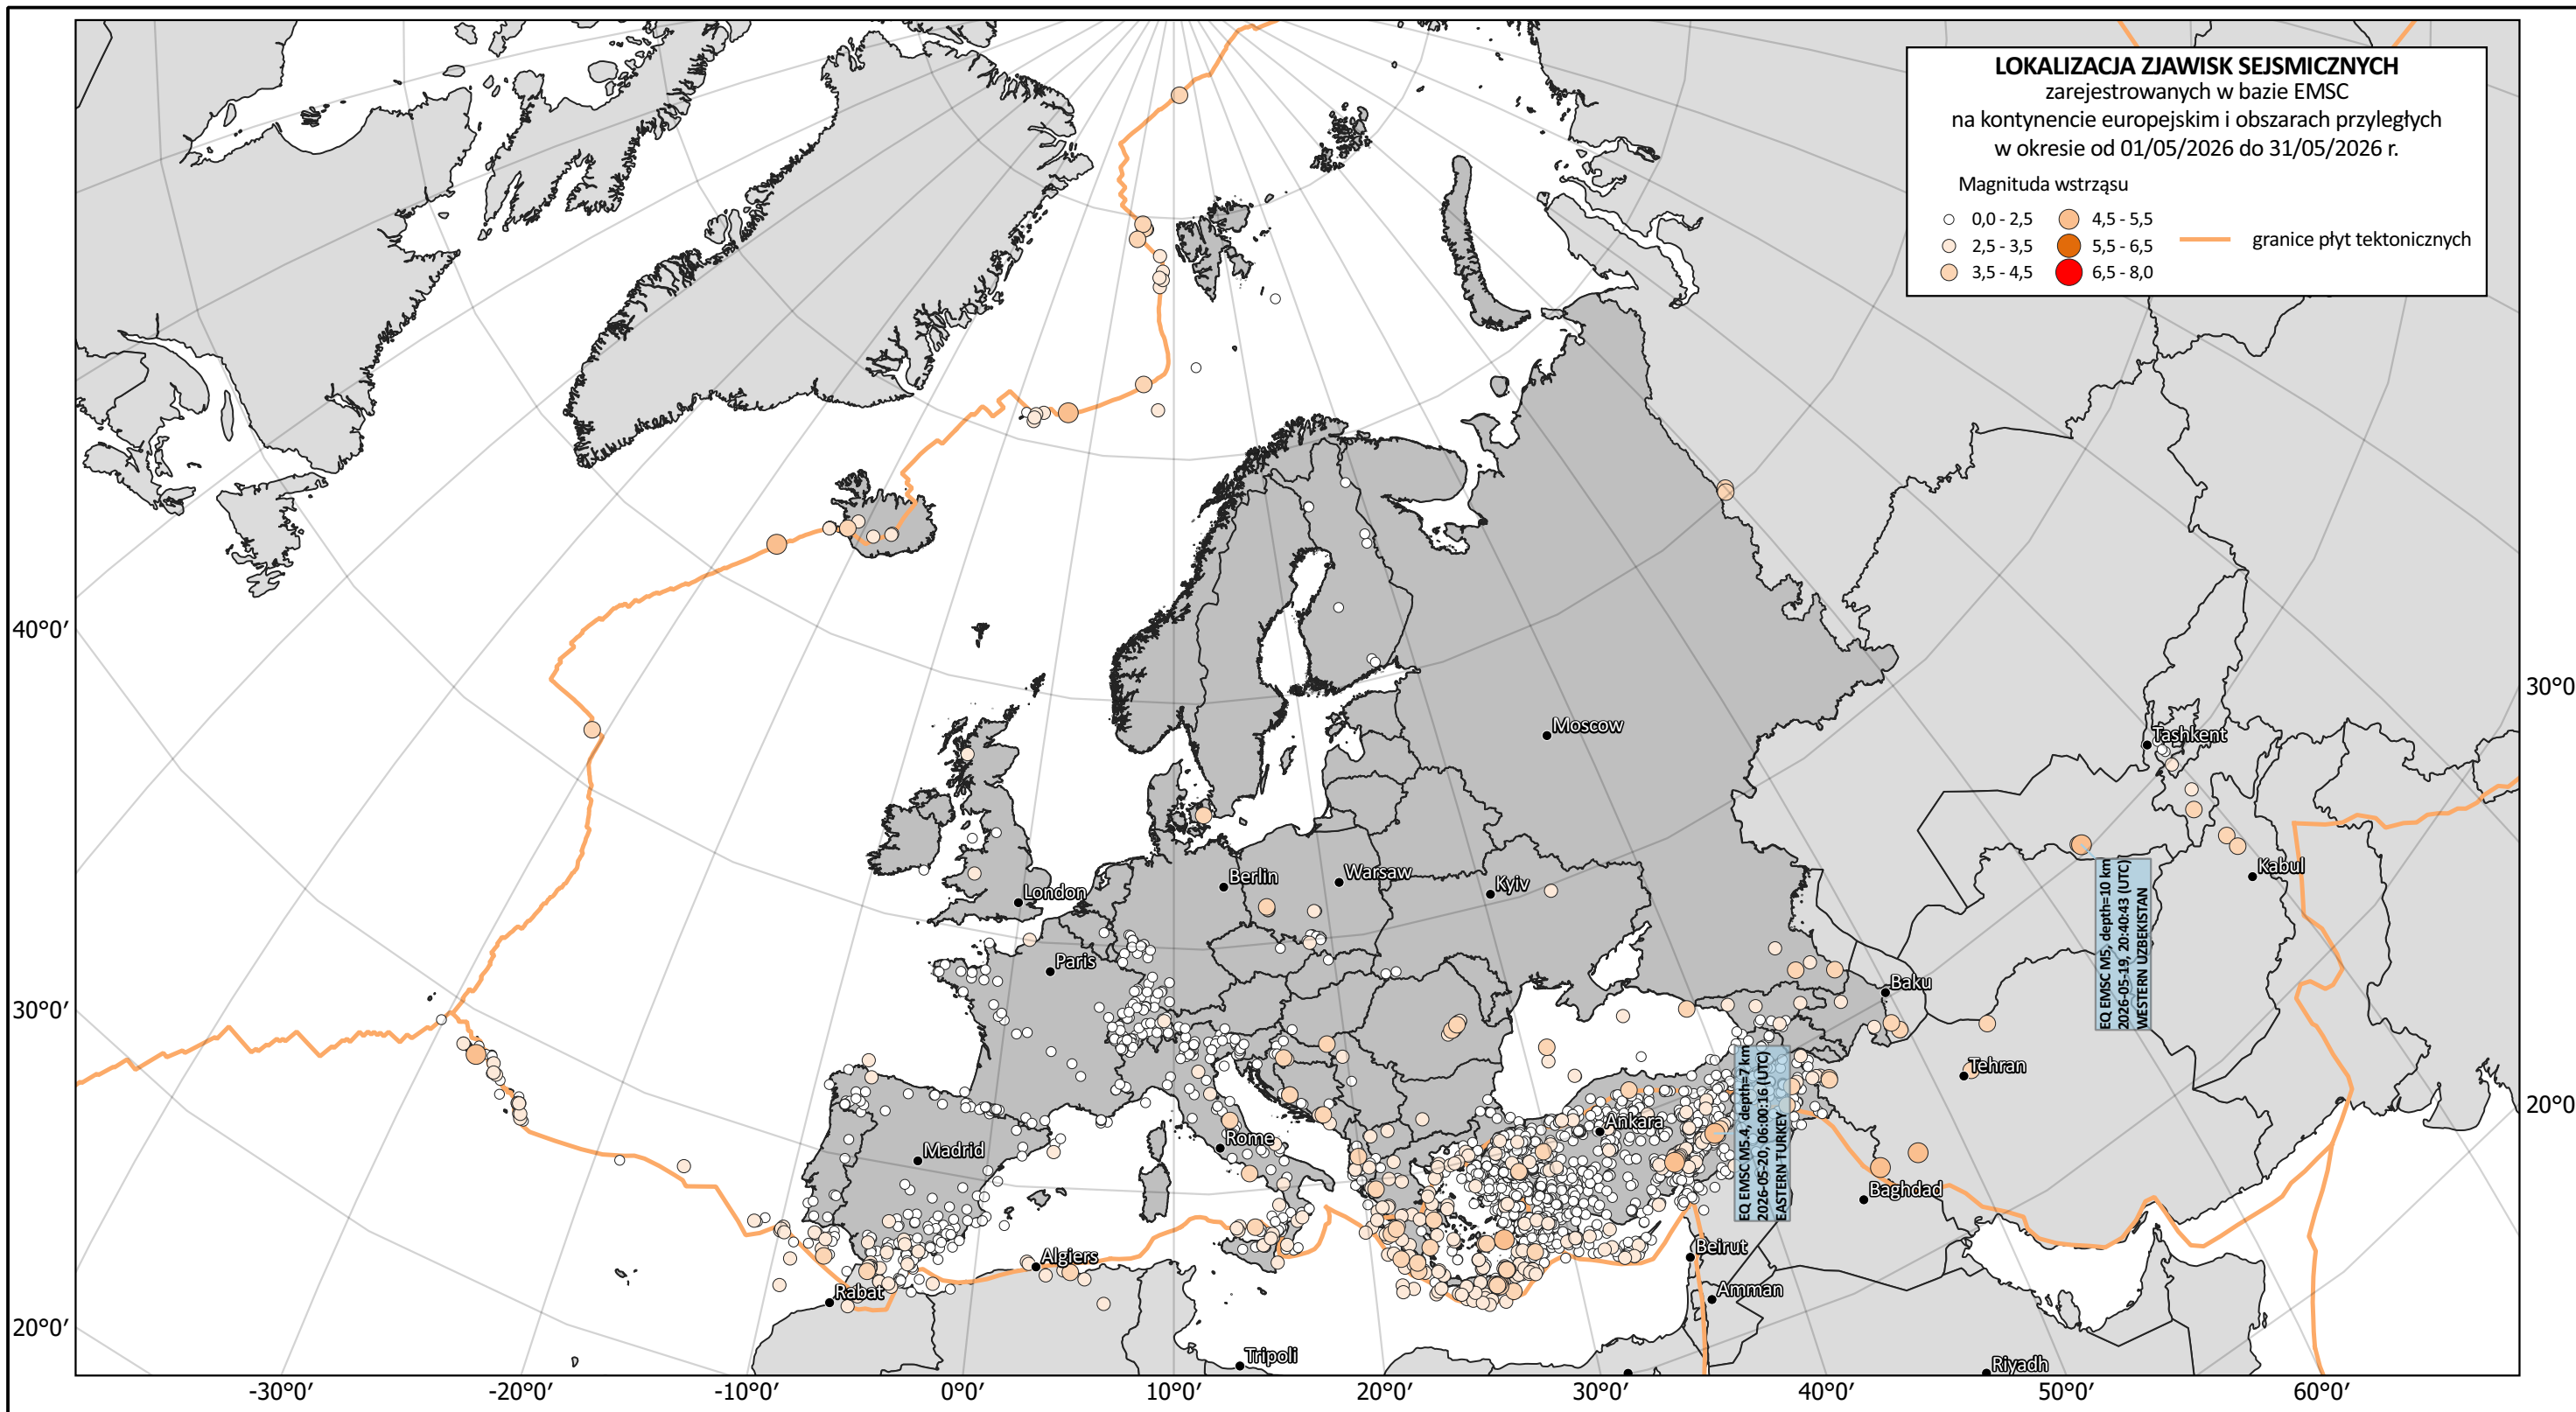 LOKALIZACJA ZJAWISK SEJSMICZNYCH
zarejestrowanych w bazie EMSC
na kontynencie europejskim i obszarach przyległych
w okresie od 01/05/2026 do 31/05/2026 r.
Magnituda wstrząsu
0,0 - 2,5
4,5 - 5,5
2,5 - 3,5
5,5 - 6,5
granice płyt tektonicznych
3,5 - 4,5
6,5 - 8,0
40°0′
30°0′
30°0′
20°0′
20°0′
Moscow
Tashkent
Kabul
Berlin
Warsaw
Kyiv
London
Paris
Baku
EQ EMSC M5, depth=10 km
2026-05-19, 20:40:43 (UTC)
WESTERN UZBEKISTAN
Tehran
EQ EMSC M5.4, depth=7 km
2026-05-20, 06:00:16 (UTC)
EASTERN TURKEY
Ankara
Rome
Madrid
Baghdad
Beirut
Algiers
Amman
Rabat
Tripoli
Riyadh
-30°0′
-20°0′
-10°0′
0°0′
10°0′
20°0′
30°0′
40°0′
50°0′
60°0′